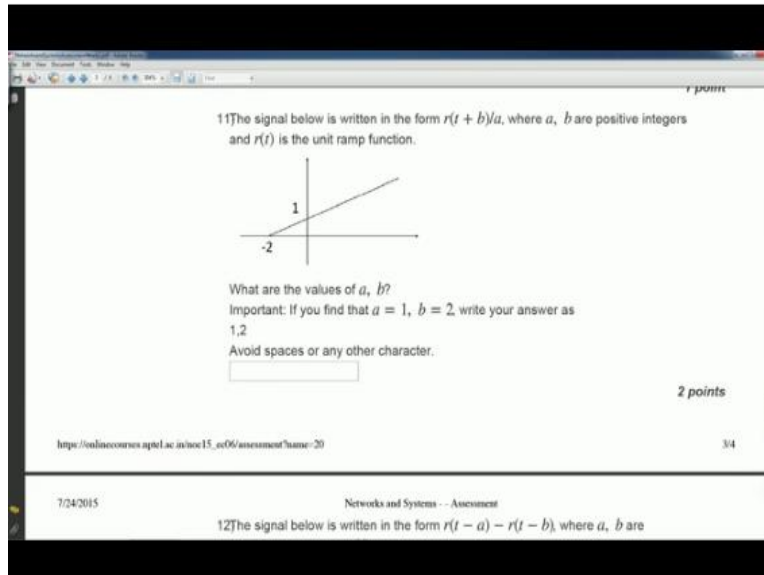 1 point
11The signal below is written in the form r(t + b)/a, where a, b are positive integers
and r(t) is the unit ramp function.
1
-2
What are the values of a, b?
Important: If you find that a = 1, b = 2, write your answer as
1,2
Avoid spaces or any other character.
2 points
https://onlinecourses.nptel.ac.in/noc15_ec06/assessment?name=20
3/4
7/24/2015
Networks and Systems - - Assessment
12The signal below is written in the form r(t − a) − r(t − b), where a, b are